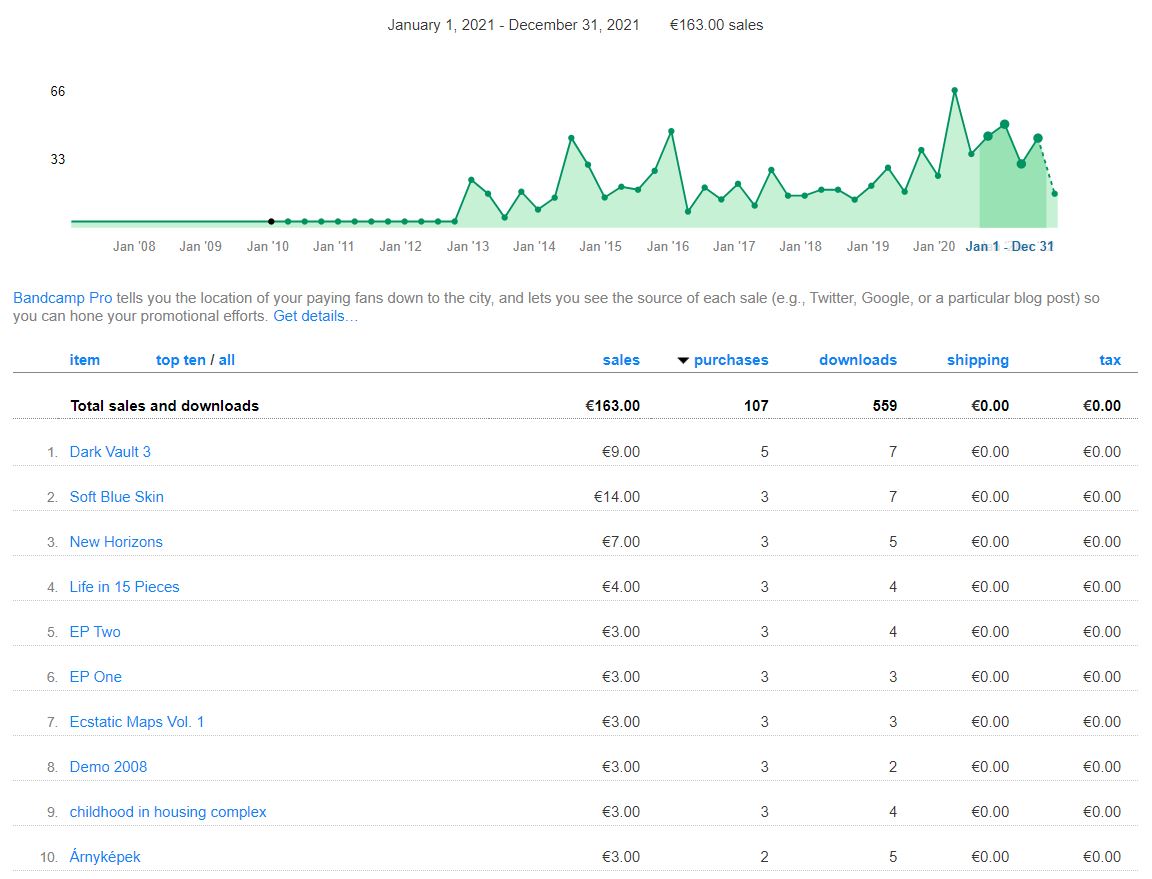 January 1, 2021 - December 31, 2021 €163.00 sales
66
33
Jan '08 Jan '09 Jan '10 Jan '11 Jan '12 Jan '13 Jan '14 Jan '15 Jan '16 Jan '17 Jan '18 Jan '19 Jan '20 Jan 1 - Dec 31
Bandcamp Pro tells you the location of your paying fans down to the city, and lets you see the source of each sale (e.g., Twitter, Google, or a particular blog post) so
you can hone your promotional efforts. Get details…
item top ten / all sales purchases downloads shipping tax
Total sales and downloads €163.00 107 559 €0.00 €0.00
1. Dark Vault 3 €9.00 5 7 €0.00 €0.00
2. Soft Blue Skin €14.00 3 7 €0.00 €0.00
3. New Horizons €7.00 3 5 €0.00 €0.00
4. Life in 15 Pieces €4.00 3 4 €0.00 €0.00
5. EP Two €3.00 3 4 €0.00 €0.00
6. EP One €3.00 3 3 €0.00 €0.00
7. Ecstatic Maps Vol. 1 €3.00 3 3 €0.00 €0.00
8. Demo 2008 €3.00 3 2 €0.00 €0.00
9. childhood in housing complex €3.00 3 4 €0.00 €0.00
10. Árnyképek €3.00 2 5 €0.00 €0.00